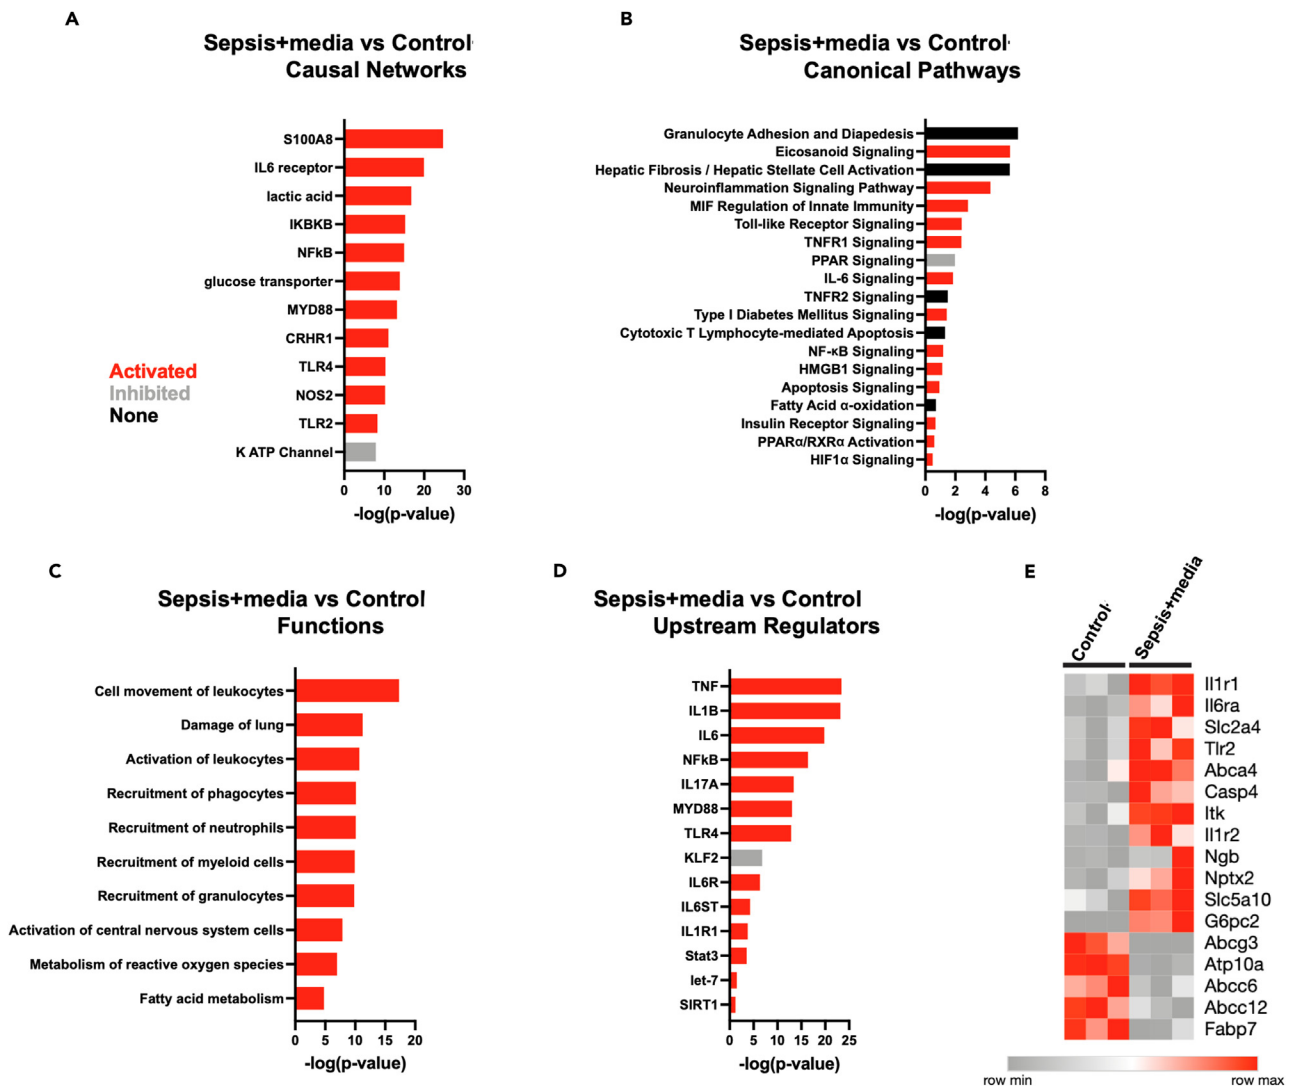 A
Sepsis+media vs Control
Causal Networks
S100A8
IL6 receptor
lactic acid
IKBKB
NFkB
glucose transporter
MYD88
CRHR1
TLR4
NOS2
TLR2
K ATP Channel
Activated
Inhibited
None
0 10 20 30
-log(p-value)
B
Sepsis+media vs Control
Canonical Pathways
Granulocyte Adhesion and Diapedesis
Eicosanoid Signaling
Hepatic Fibrosis / Hepatic Stellate Cell Activation
Neuroinflammation Signaling Pathway
MIF Regulation of Innate Immunity
Toll-like Receptor Signaling
TNFR1 Signaling
PPAR Signaling
IL-6 Signaling
TNFR2 Signaling
Type I Diabetes Mellitus Signaling
Cytotoxic T Lymphocyte-mediated Apoptosis
NF-κB Signaling
HMGB1 Signaling
Apoptosis Signaling
Fatty Acid α-oxidation
Insulin Receptor Signaling
PPARα/RXRα Activation
HIF1α Signaling
0 2 4 6 8
-log(p-value)
C
Sepsis+media vs Control
Functions
Cell movement of leukocytes
Damage of lung
Activation of leukocytes
Recruitment of phagocytes
Recruitment of neutrophils
Recruitment of myeloid cells
Recruitment of granulocytes
Activation of central nervous system cells
Metabolism of reactive oxygen species
Fatty acid metabolism
0 5 10 15 20
-log(p-value)
D
Sepsis+media vs Control
Upstream Regulators
TNF
IL1B
IL6
NFkB
IL17A
MYD88
TLR4
KLF2
IL6R
IL6ST
IL1R1
Stat3
let-7
SIRT1
0 5 10 15 20 25
-log(p-value)
E
Control
Sepsis+media
Il1r1
Il6ra
Slc2a4
Tlr2
Abca4
Casp4
Itk
Il1r2
Ngb
Nptx2
Slc5a10
G6pc2
Abcg3
Atp10a
Abcc6
Abcc12
Fabp7
row min row max